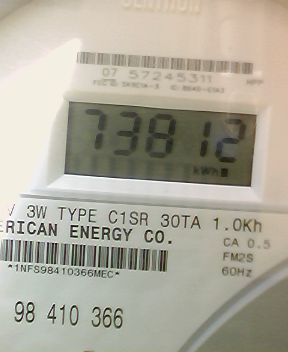 CENTRON
07 57245311
73812
kWh
V 3W TYPE C1SR 30TA 1.0Kh
ERICAN ENERGY CO.
CA 0.5
FM2S
60Hz
*1NFS98410366MEC*
98 410 366